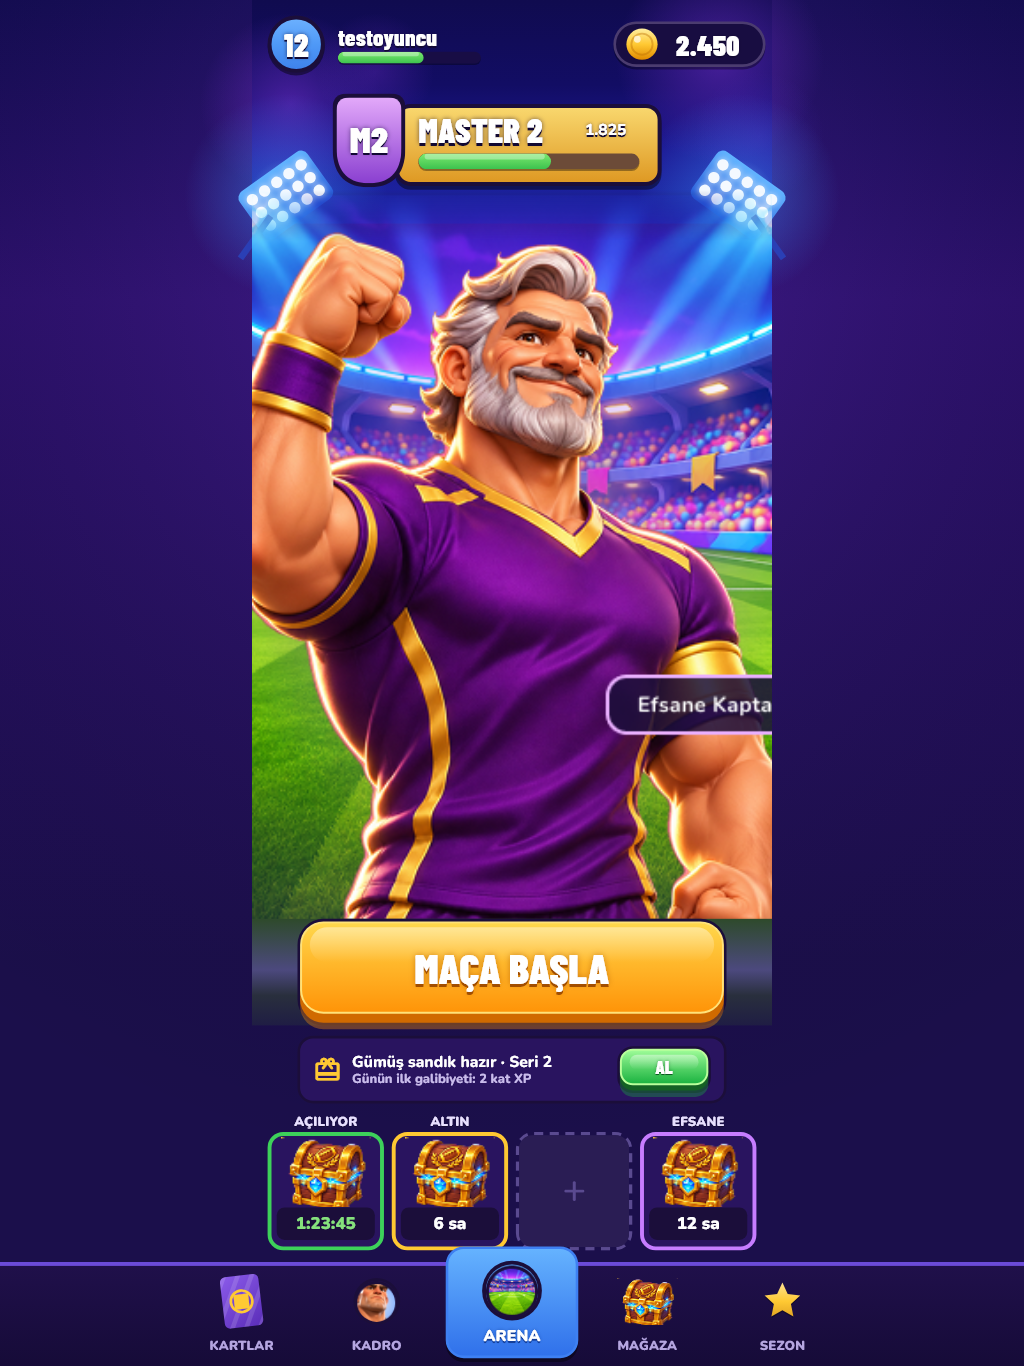 12
testoyuncu
2.450
M2
MASTER 2
1.825
Efsane Kapta
MAÇA BAŞLA
Gümüş sandık hazır · Seri 2
Günün ilk galibiyeti: 2 kat XP
AL
AÇILIYOR
ALTIN
EFSANE
1:23:45
6 sa
+
12 sa
KARTLAR
KADRO
ARENA
MAĞAZA
SEZON